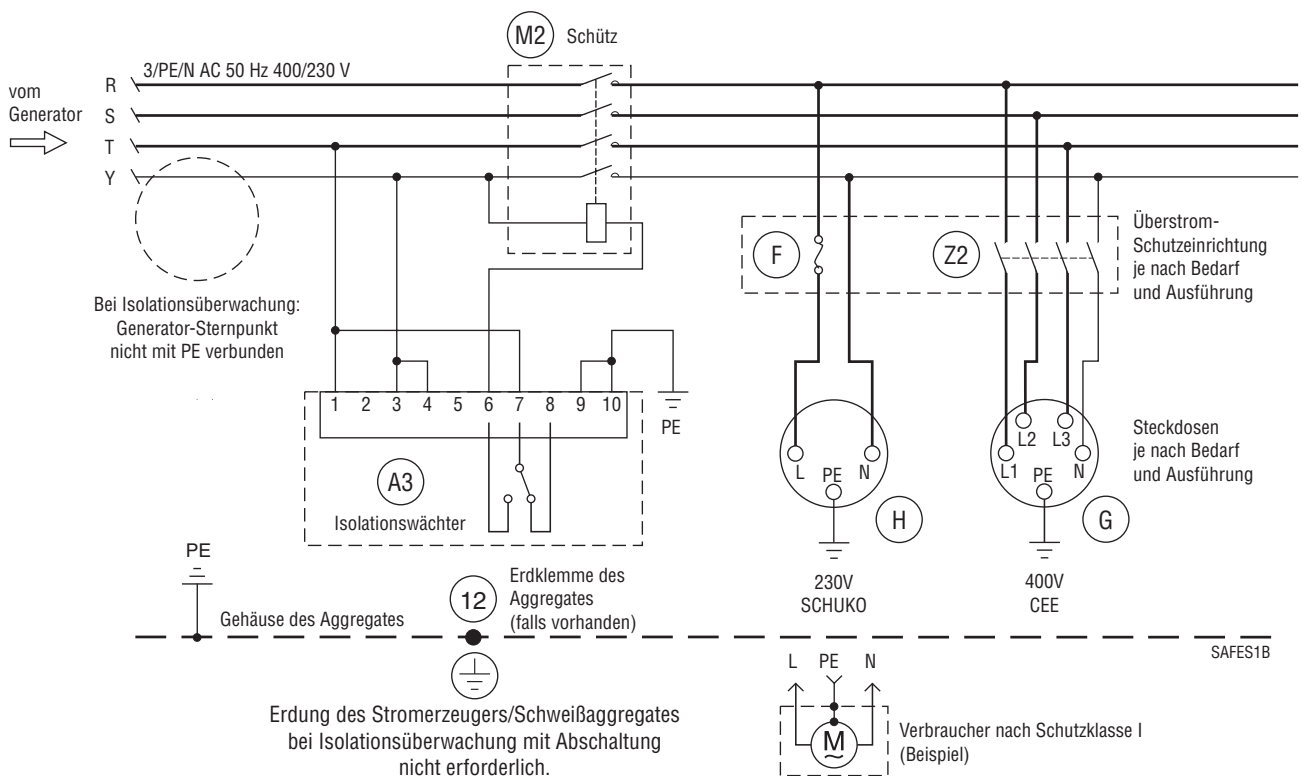 M2 Schütz
3/PE/N AC 50 Hz 400/230 V
vom
Generator
R
S
T
Y
Bei Isolationsüberwachung:
Generator-Sternpunkt
nicht mit PE verbunden
F
Z2
Überstrom-
Schutzeinrichtung
je nach Bedarf
und Ausführung
1 2 3 4 5 6 7 8 9 10
PE
A3
Isolationswächter
L PE N
H
230V
SCHUKO
L1 L2 L3 N
PE
G
400V
CEE
Steckdosen
je nach Bedarf
und Ausführung
PE
Gehäuse des Aggregates
12
Erdklemme des
Aggregates
(falls vorhanden)
SAFES1B
Erdung des Stromerzeugers/Schweißaggregates
bei Isolationsüberwachung mit Abschaltung
nicht erforderlich.
L PE N
M
~
Verbraucher nach Schutzklasse I
(Beispiel)